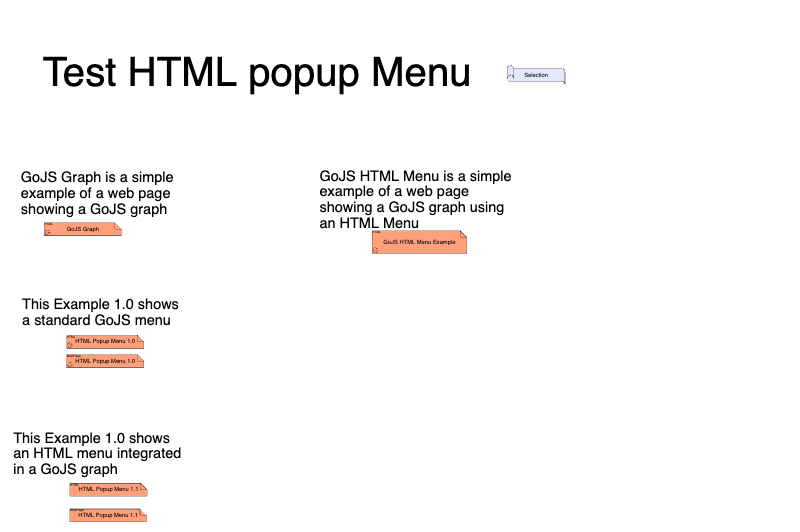 Test HTML popup Menu
Selection
GoJS Graph is a simple
example of a web page
showing a GoJS graph
GoJS Graph
GoJS HTML Menu is a simple
example of a web page
showing a GoJS graph using
an HTML Menu
GoJS HTML Menu Example
This Example 1.0 shows
a standard GoJS menu
HTML Popup Menu 1.0
HTML Popup Menu 1.0
This Example 1.0 shows
an HTML menu integrated
in a GoJS graph
HTML Popup Menu 1.1
HTML Popup Menu 1.1